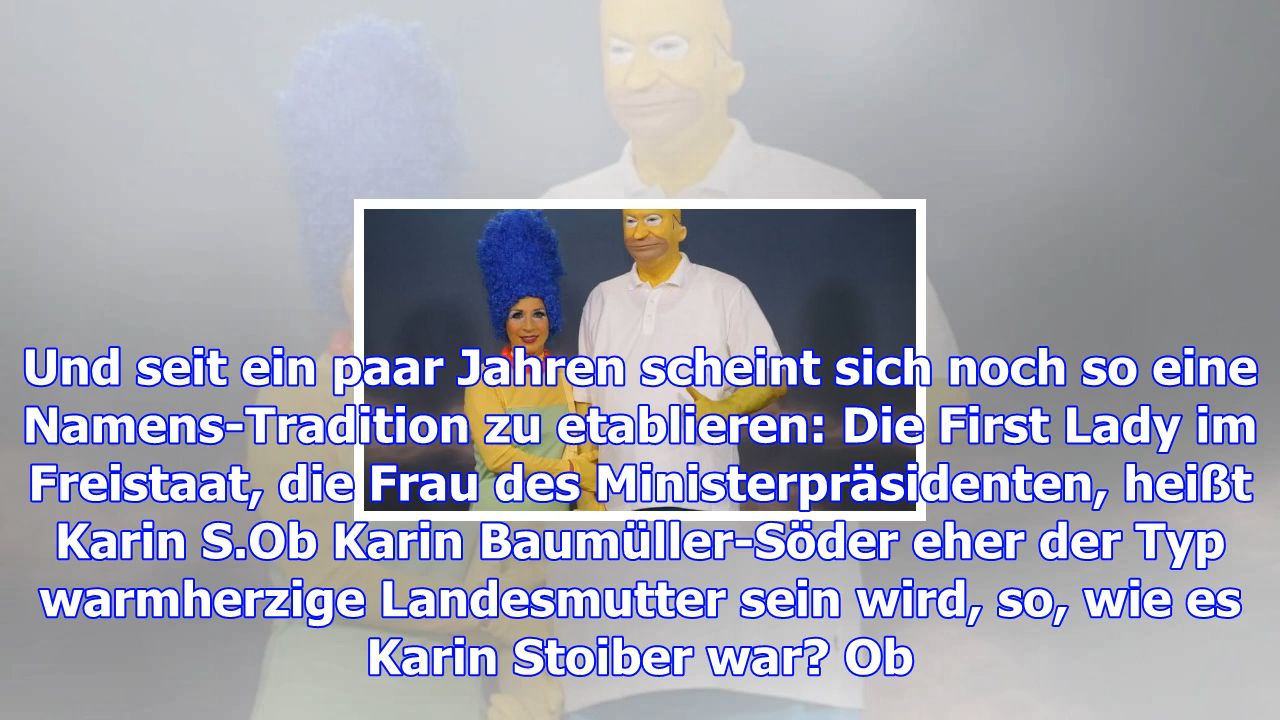 Und seit ein paar Jahren scheint sich noch so eine
Namens-Tradition zu etablieren: Die First Lady im
Freistaat, die Frau des Ministerpräsidenten, heißt
Karin S.Ob Karin Baumüller-Söder eher der Typ
warmherzige Landesmutter sein wird, so, wie es
Karin Stoiber war? Ob